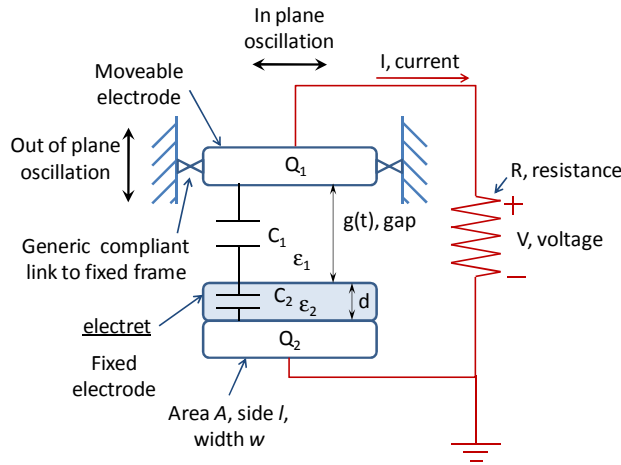 In plane
oscillation
I, current
Moveable
electrode
Out of plane
oscillation
Q1
R, resistance
g(t), gap
+
Generic compliant
link to fixed frame
C1
ε1
V, voltage
−
C2
ε2
d
electret
Q2
Fixed
electrode
Area A, side l,
width w